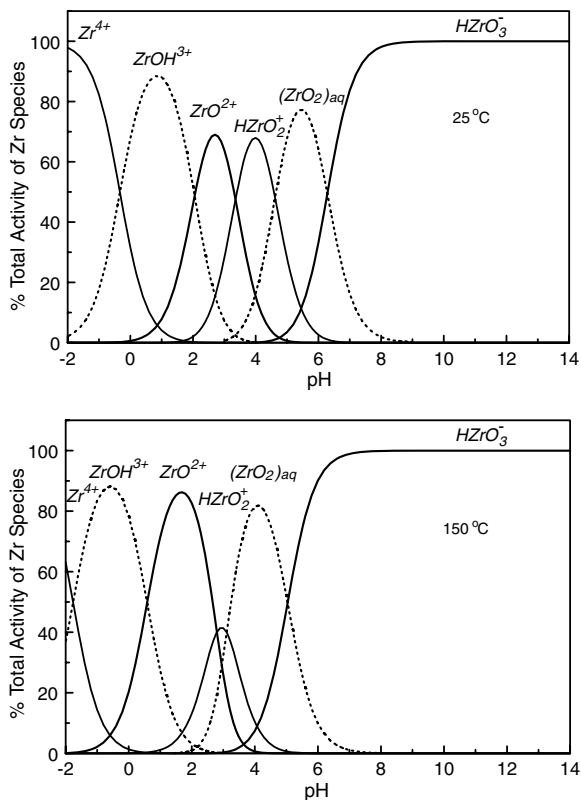 Zr⁴⁺
ZrOH³⁺
ZrO²⁺
HZrO₂⁺
(ZrO₂)aq
HZrO₃⁻
25 °C
% Total Activity of Zr Species
100
80
60
40
20
0
-2 0 2 4 6 8 10 12 14
pH
Zr⁴⁺
ZrOH³⁺
ZrO²⁺
HZrO₂⁺
(ZrO₂)aq
HZrO₃⁻
150 °C
% Total Activity of Zr Species
100
80
60
40
20
0
-2 0 2 4 6 8 10 12 14
pH